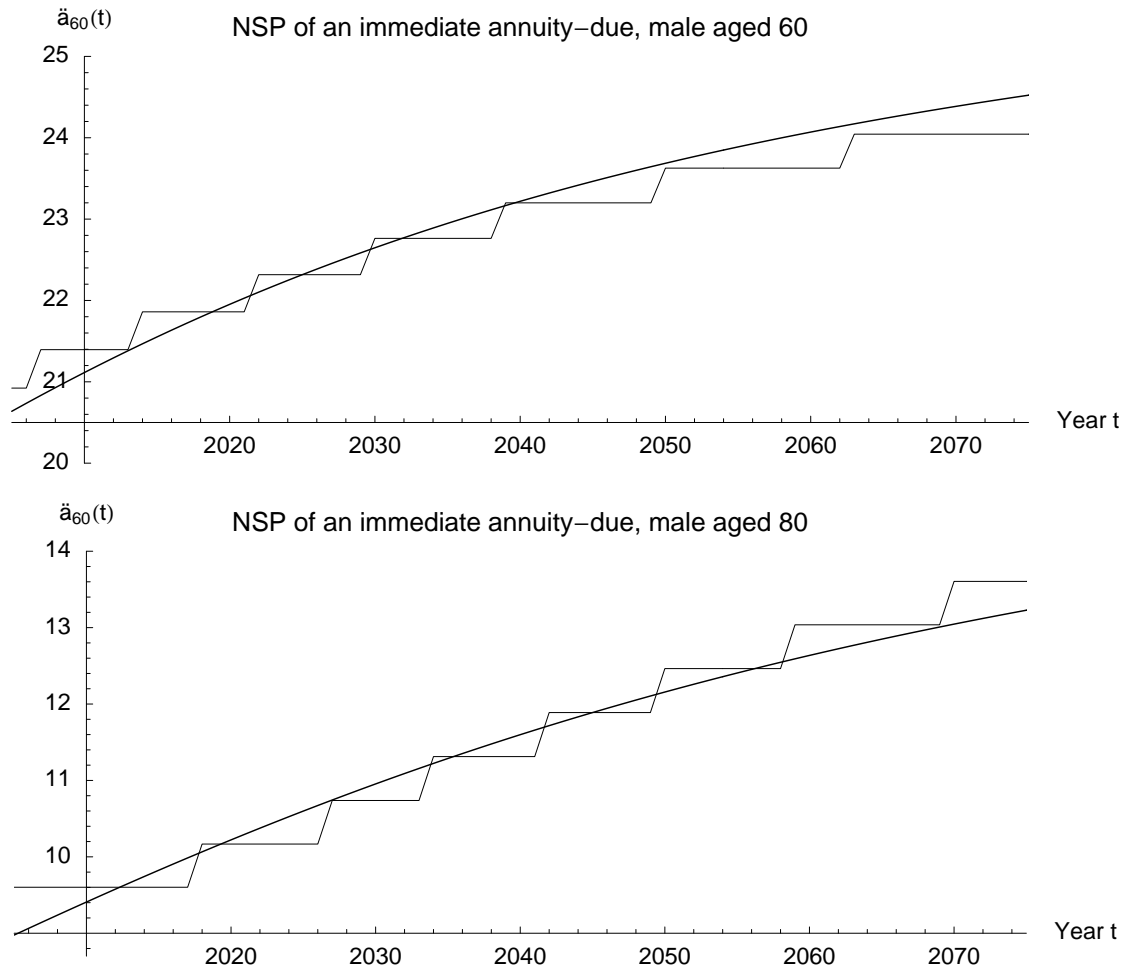 ä60(t)
NSP of an immediate annuity−due, male aged 60
25
24
23
22
21
20
2020 2030 2040 2050 2060 2070
Year t
ä60(t)
NSP of an immediate annuity−due, male aged 80
14
13
12
11
10
2020 2030 2040 2050 2060 2070
Year t